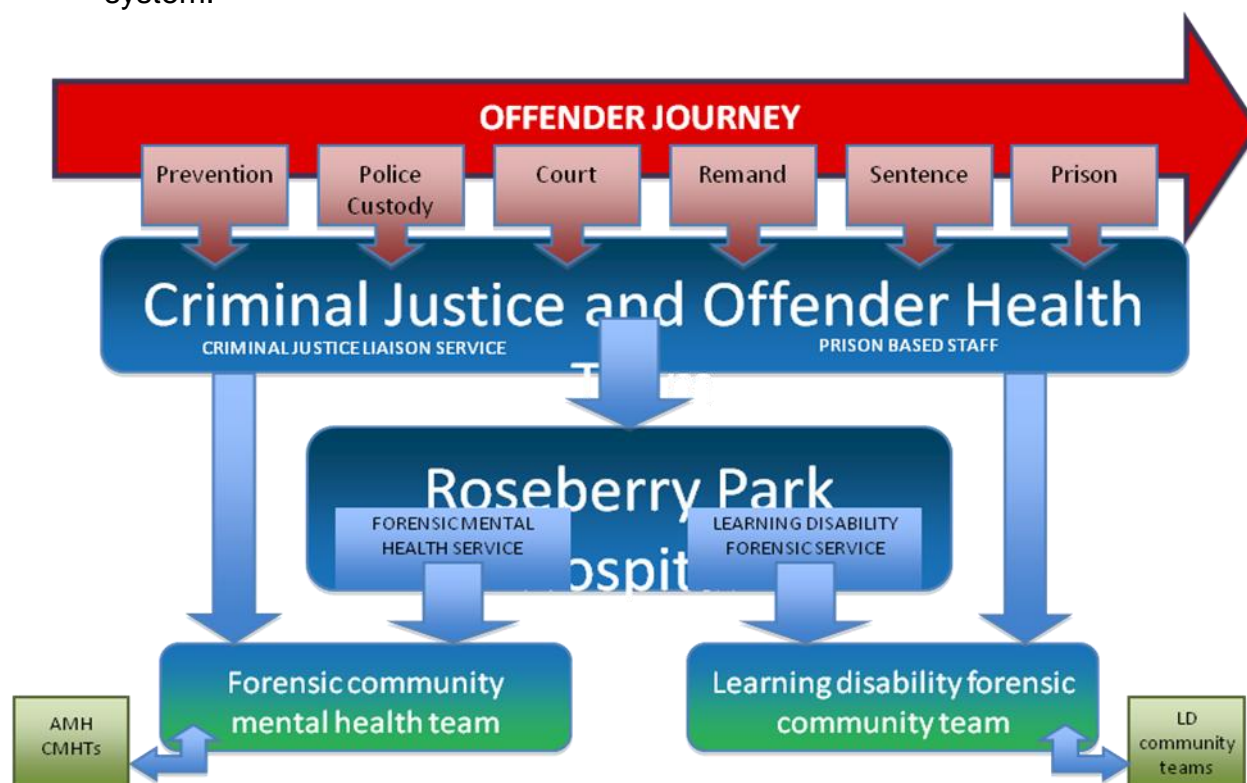 system.
OFFENDER JOURNEY
Prevention
Police
Custody
Court
Remand
Sentence
Prison
Criminal Justice and Offender Health
CRIMINAL JUSTICE LIAISON SERVICE
PRISON BASED STAFF
Roseberry Park
FORENSIC MENTAL
HEALTH SERVICE
LEARNING DISABILITY
FORENSIC SERVICE
Forensic community
mental health team
Learning disability forensic
community team
AMH
CMHTs
LD
community
teams